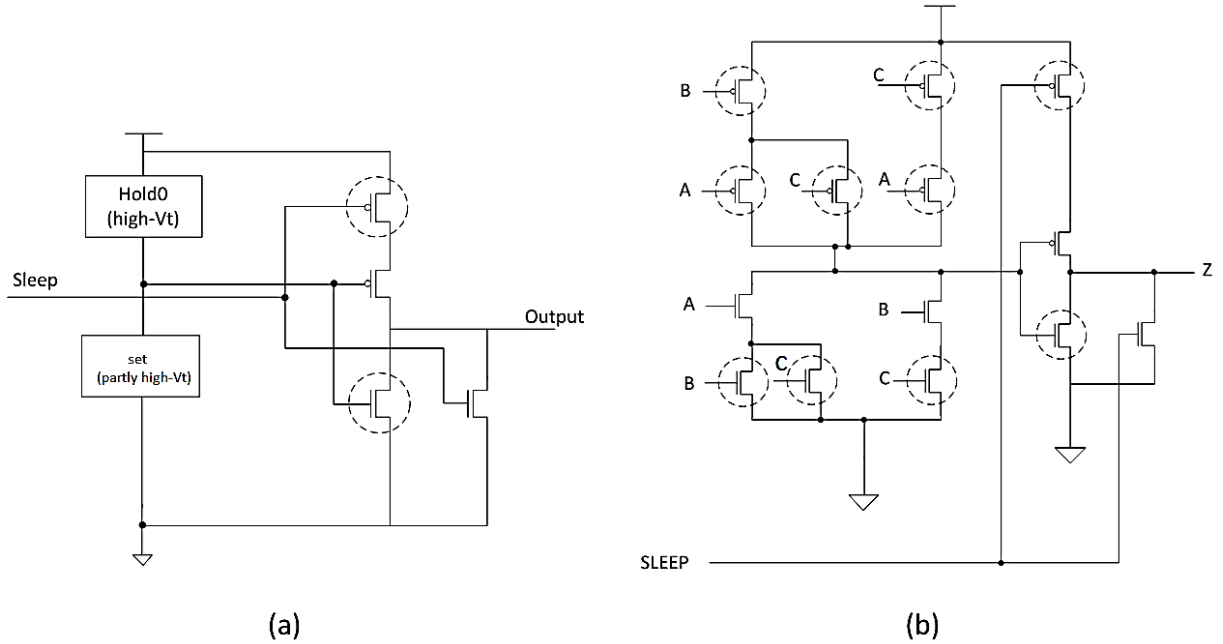 Hold0
(high-Vt)
Sleep
set
(partly high-Vt)
Output
(a)
B
C
A
C
A
A
B
B
C
C
Z
SLEEP
(b)